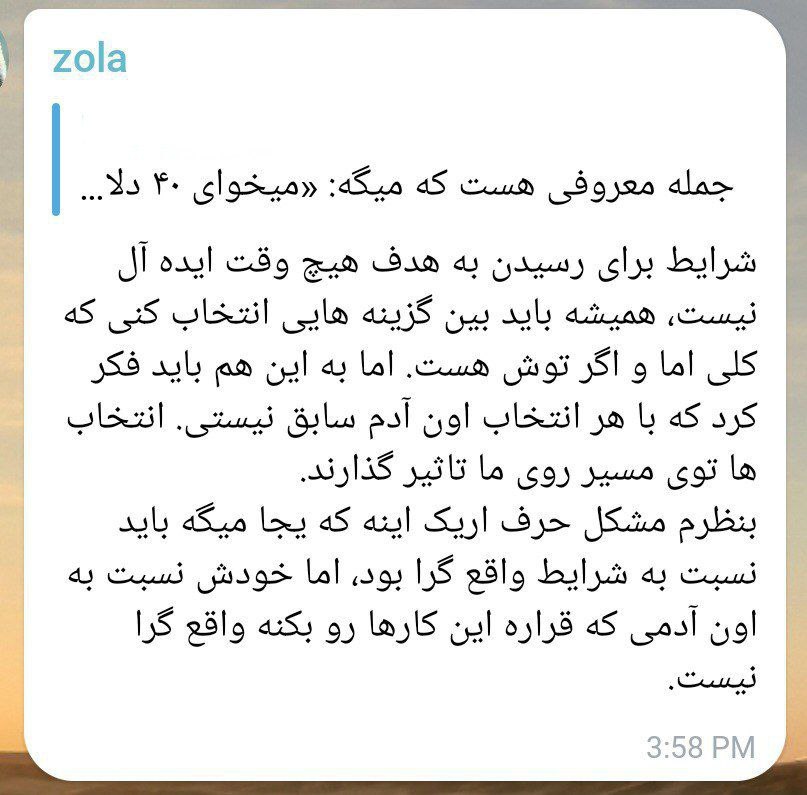 zola
جمله معروفی هست که میگه: «میخوای ۴۰ دلا...
شرایط برای رسیدن به هدف هیچ وقت ایده آل
نیست، همیشه باید بین گزینه هایی انتخاب کنی که
کلی اما و اگر توش هست. اما به این هم باید فکر
کرد که با هر انتخاب اون آدم سابق نیستی. انتخاب
ها توی مسیر روی ما تاثیر گذارند.
بنظرم مشکل حرف اریک اینه که یجا میگه باید
نسبت به شرایط واقع گرا بود، اما خودش نسبت به
اون آدمی که قراره این کارها رو بکنه واقع گرا
نیست.
3:58 PM